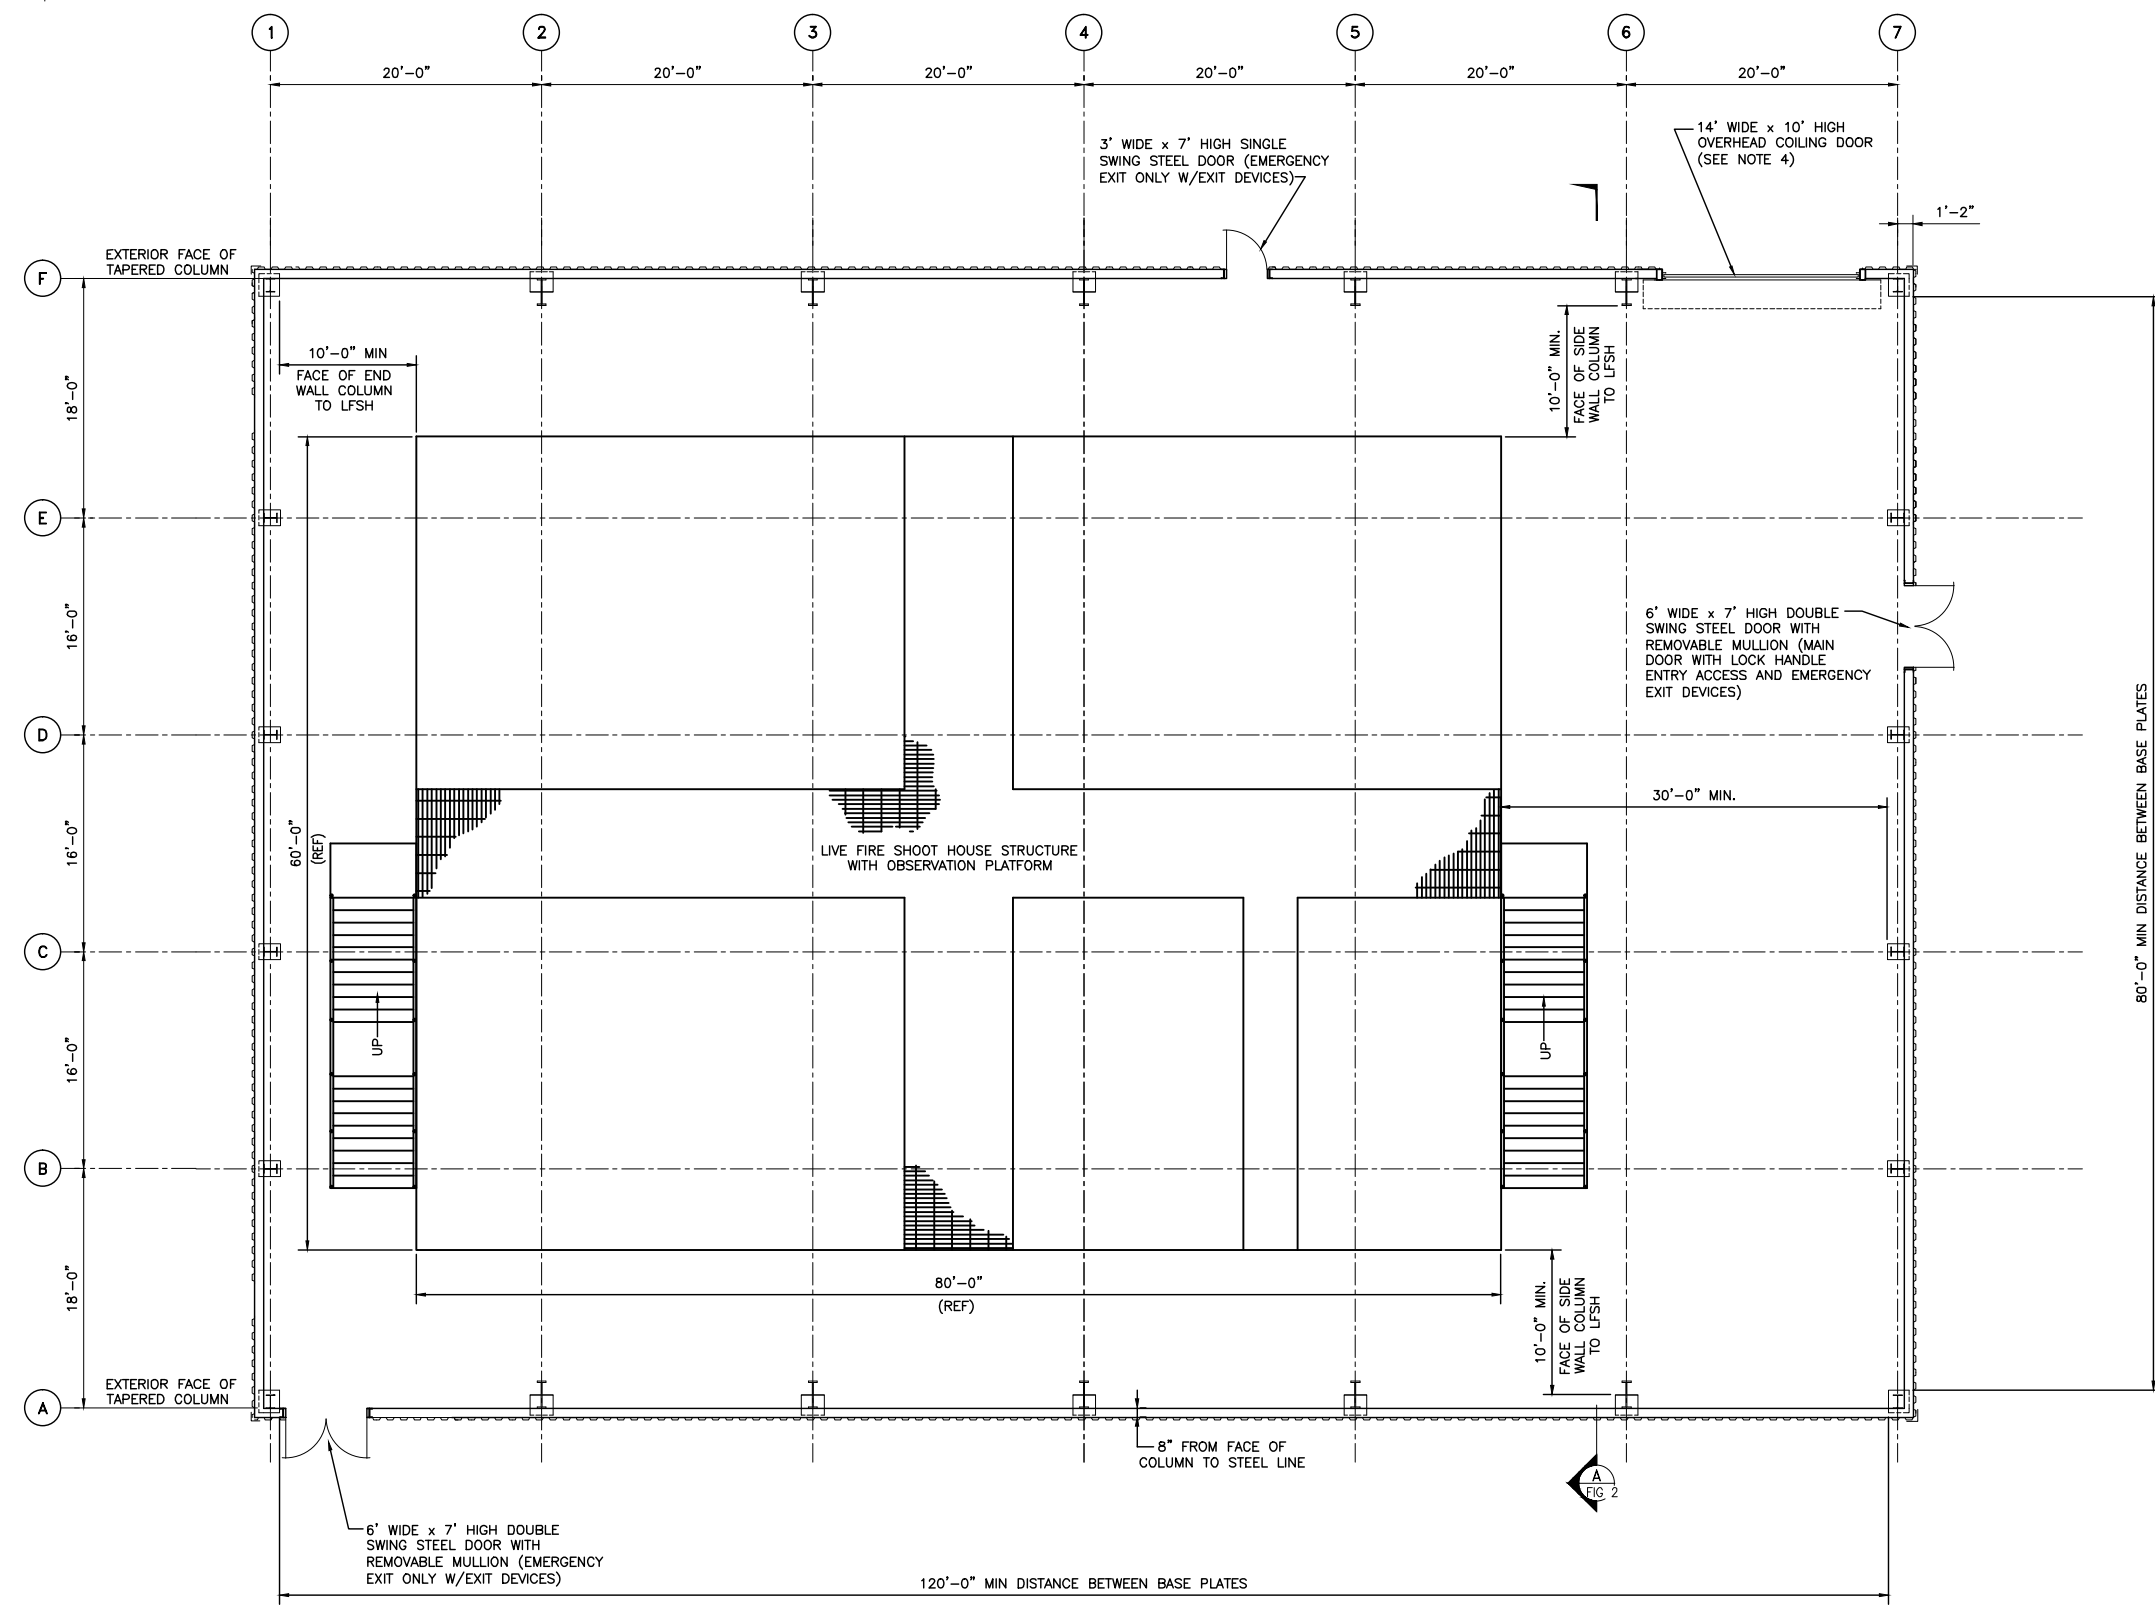 1 2 3 4 5 6 7
20'-0" 20'-0" 20'-0" 20'-0" 20'-0" 20'-0"
3' WIDE x 7' HIGH SINGLE
SWING STEEL DOOR (EMERGENCY
EXIT ONLY W/EXIT DEVICES)
14' WIDE x 10' HIGH
OVERHEAD COILING DOOR
(SEE NOTE 4)
1'-2"
EXTERIOR FACE OF
TAPERED COLUMN
F
10'-0" MIN
FACE OF END
WALL COLUMN
TO LFSH
10'-0" MIN.
FACE OF SIDE
WALL COLUMN
TO LFSH
18'-0"
E
16'-0"
6' WIDE x 7' HIGH DOUBLE
SWING STEEL DOOR WITH
REMOVABLE MULLION (MAIN
DOOR WITH LOCK HANDLE
ENTRY ACCESS AND EMERGENCY
EXIT DEVICES)
D
80'-0" MIN DISTANCE BETWEEN BASE PLATES
30'-0" MIN.
16'-0"
60'-0"
(REF)
LIVE FIRE SHOOT HOUSE STRUCTURE
WITH OBSERVATION PLATFORM
C
UP
UP
16'-0"
B
18'-0"
80'-0"
(REF)
10'-0" MIN.
FACE OF SIDE
WALL COLUMN
TO LFSH
EXTERIOR FACE OF
TAPERED COLUMN
A
8" FROM FACE OF
COLUMN TO STEEL LINE
A
FIG 2
6' WIDE x 7' HIGH DOUBLE
SWING STEEL DOOR WITH
REMOVABLE MULLION (EMERGENCY
EXIT ONLY W/EXIT DEVICES)
120'-0" MIN DISTANCE BETWEEN BASE PLATES